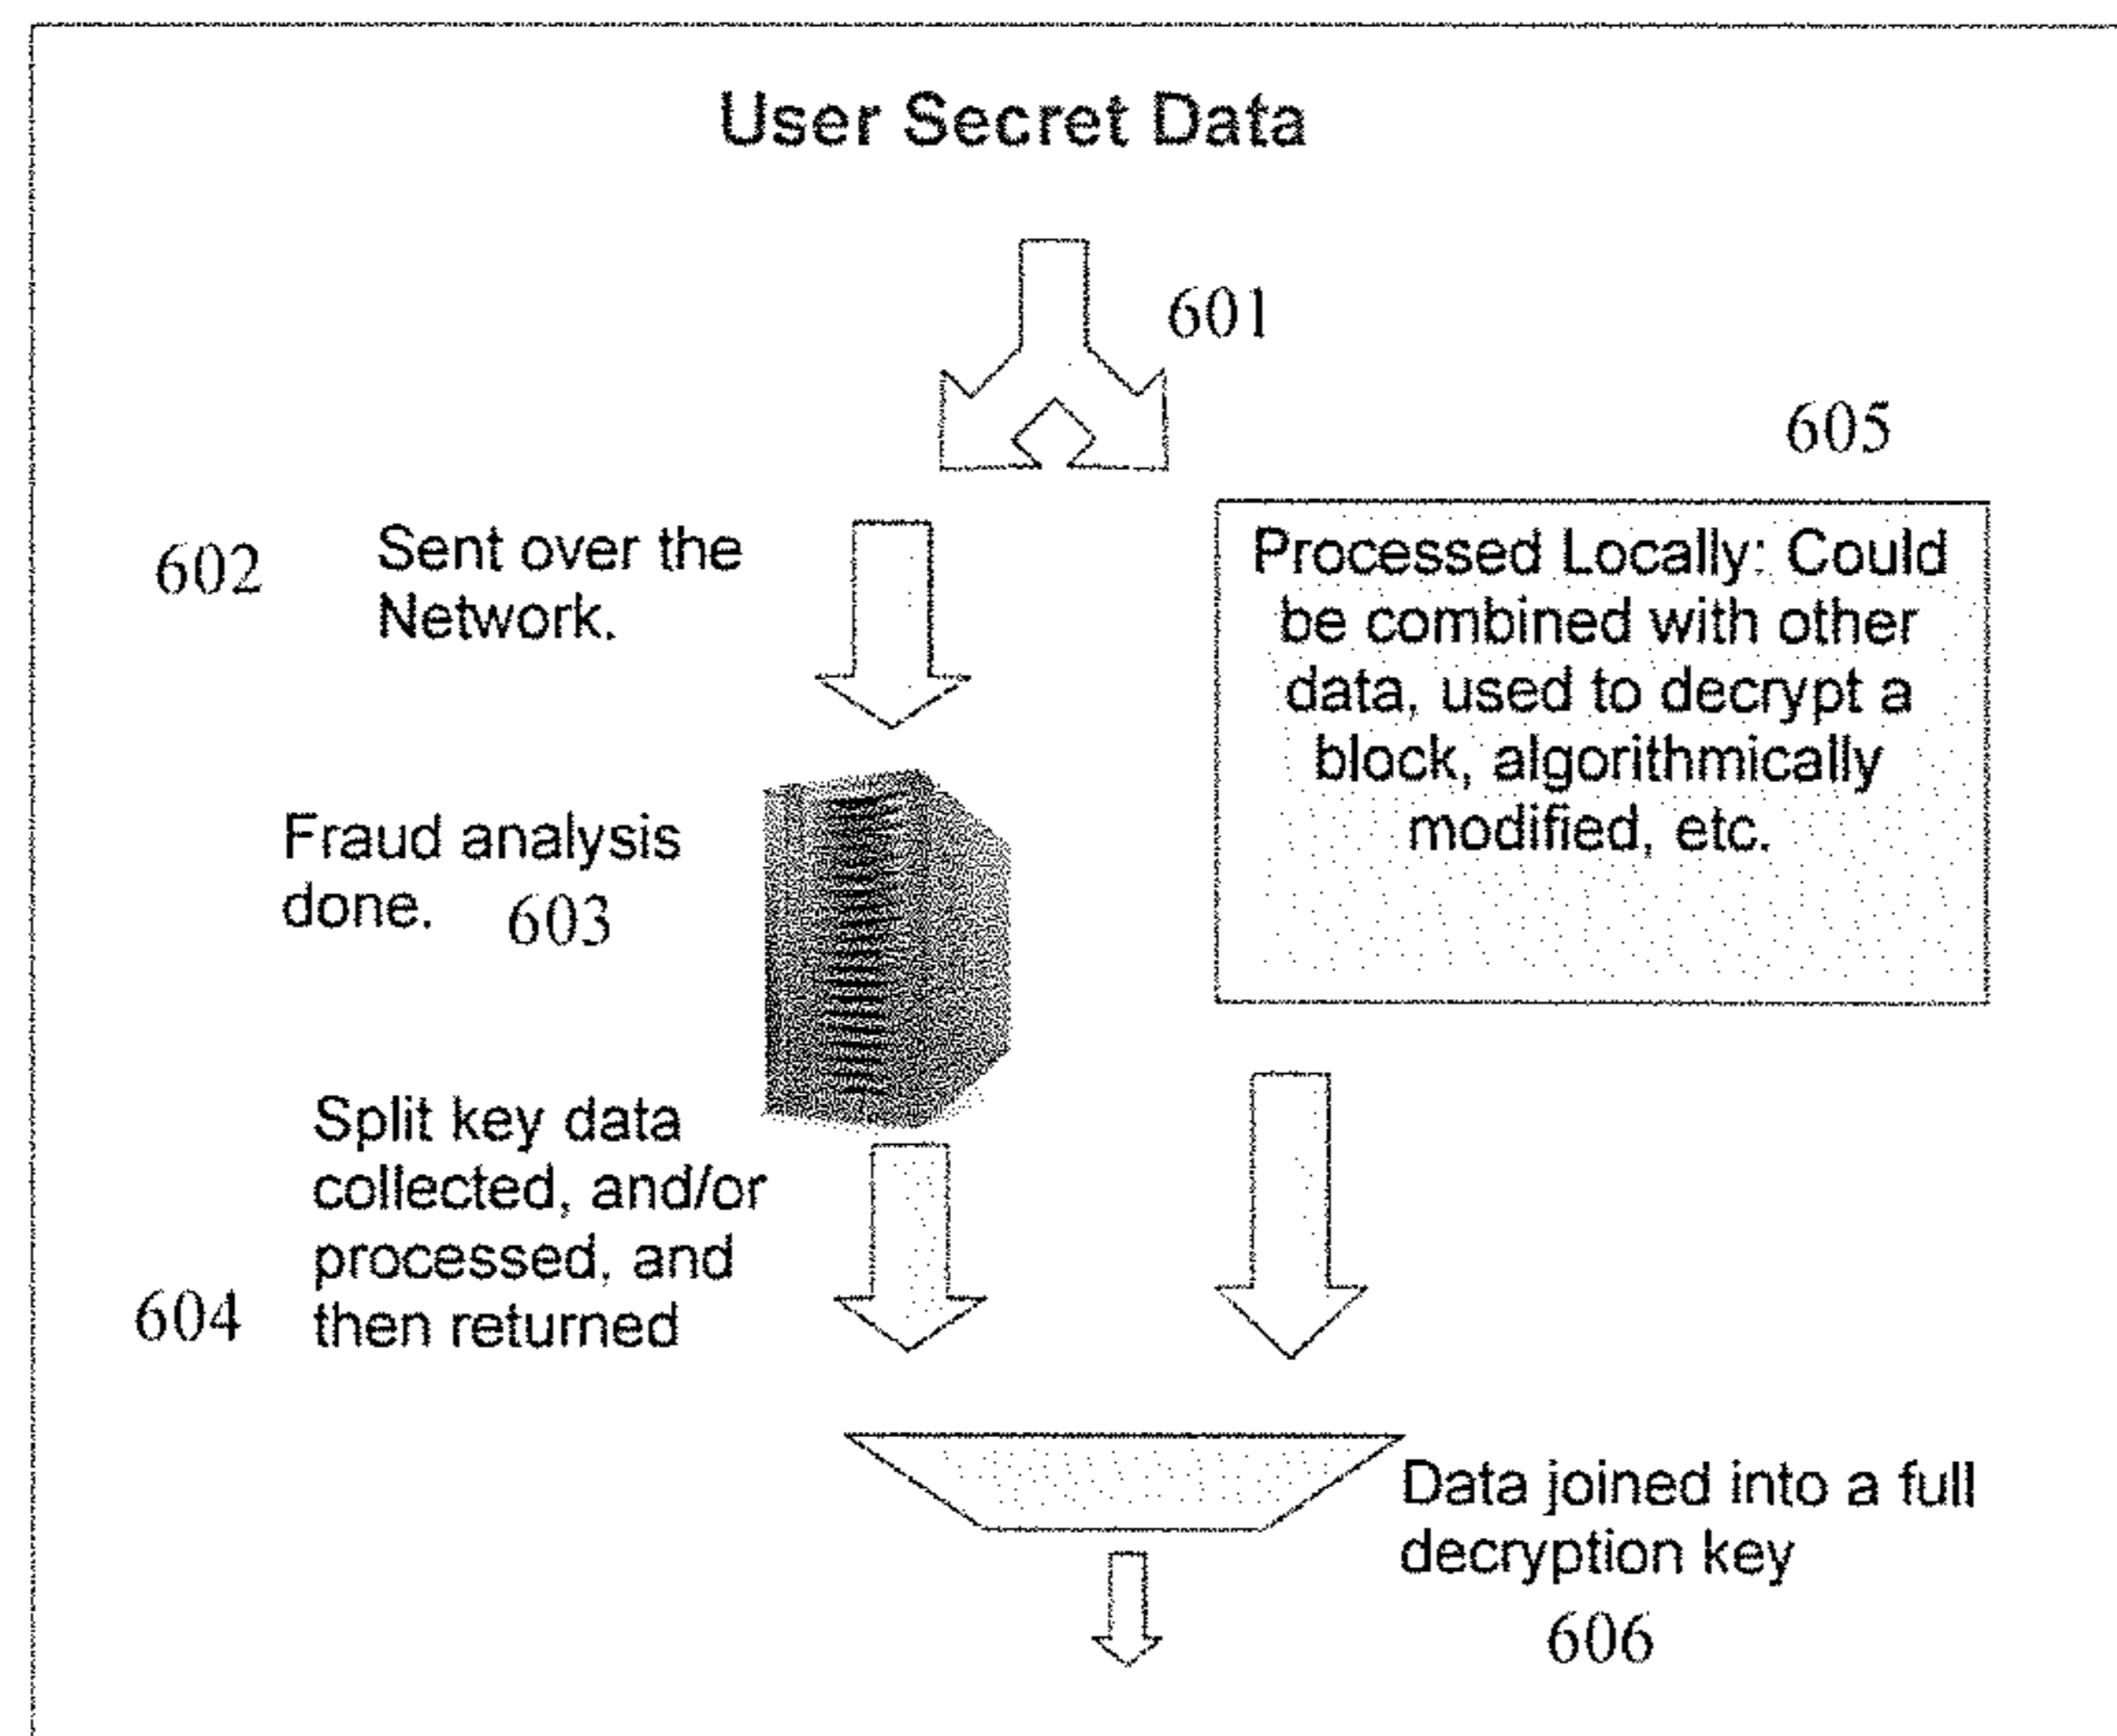 User Secret Data
601
605
602
Sent over the
Network.
Processed Locally: Could
be combined with other
data, used to decrypt a
block, algorithmically
modified, etc.
Fraud analysis
done.
603
Split key data
collected, and/or
processed, and
then returned
604
Data joined into a full
decryption key
606